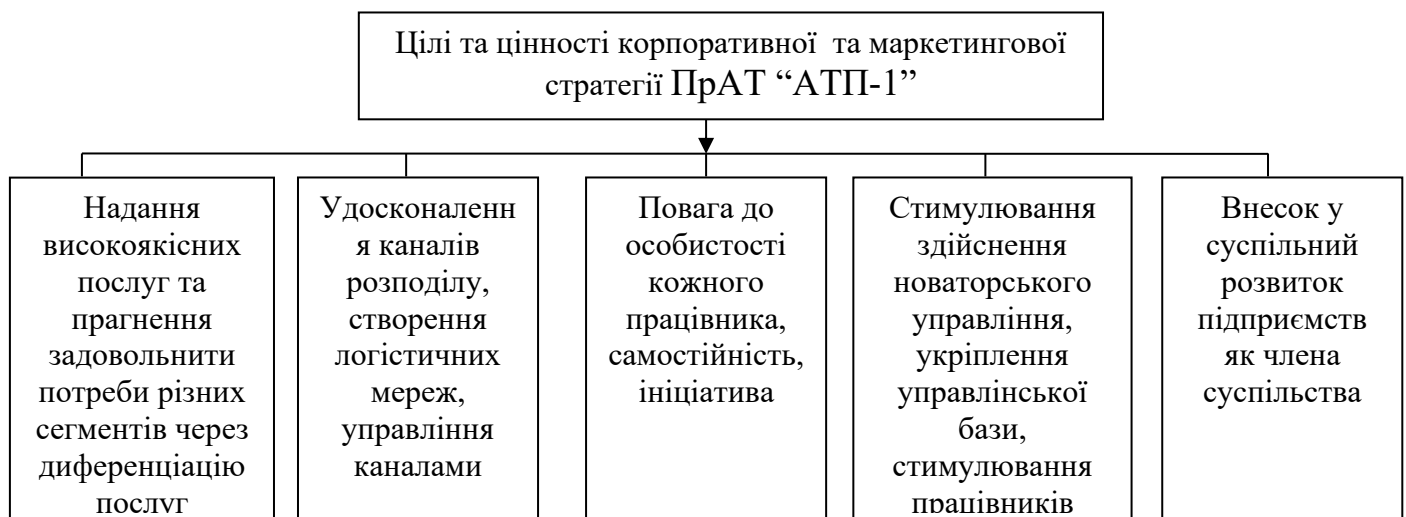 Цілі та цінності корпоративної та маркетингової
стратегії ПрАТ “АТП-1”
Надання
високоякісних
послуг та
прагнення
задовольнити
потреби різних
сегментів через
диференціацію
послуг
Удосконаленн
я каналів
розподілу,
створення
логістичних
мереж,
управління
каналами
Повага до
особистості
кожного
працівника,
самостійність,
ініціатива
Стимулювання
здійснення
новаторського
управління,
укріплення
управлінської
бази,
стимулювання
працівників
Внесок у
суспільний
розвиток
підприємств
як члена
суспільства